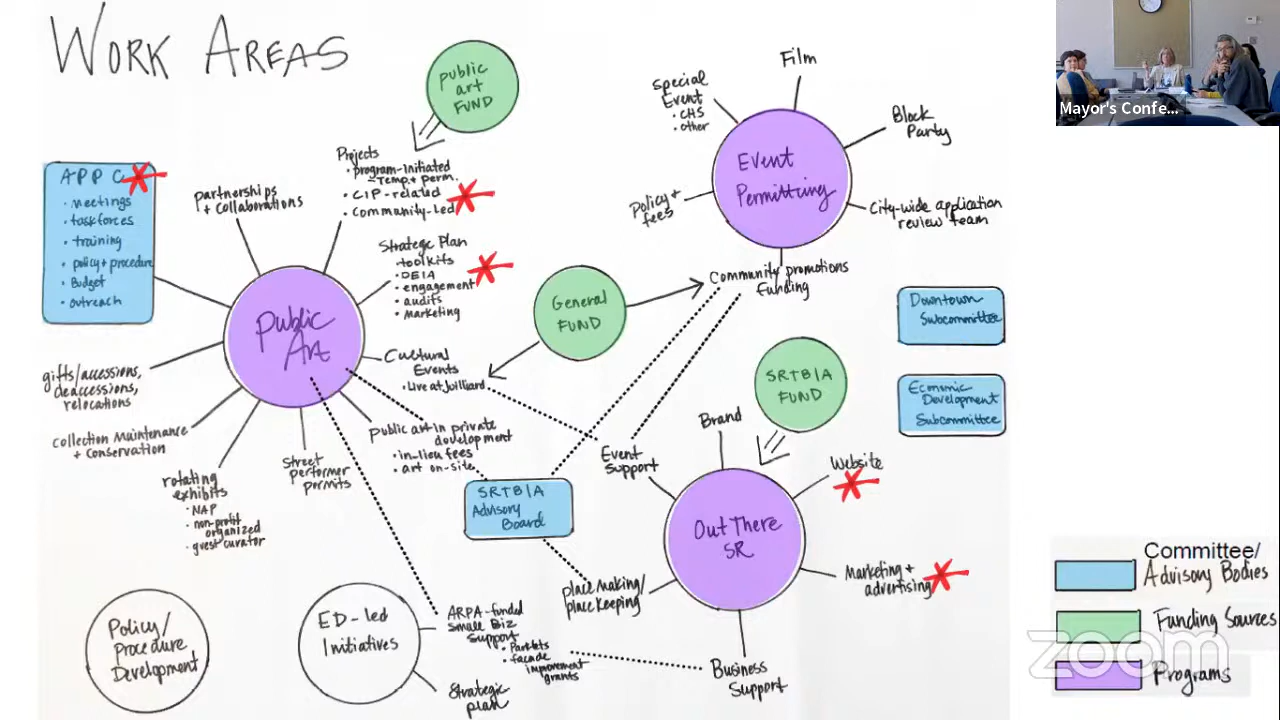 WORK AREAS
public
art
FUND
APPC
• meetings
• taskforces
• training
• policy + procedure
• Budget
• outreach
partnerships
+ collaborations
Projects
• program-initiated
- Temp. + perm.
• CIP-related
• Community-Led
Strategic Plan
• toolkits
• DEIA
• engagement
• audits
• marketing
Public
Art
Cultural
Events
• Live at Juilliard
General
FUND
gifts/accessions,
deaccessions,
relocations
collection Maintenance
+ Conservation
rotating
exhibits
• NAP
• non-profit
organized
• guest curator
Street
performer
permits
public art in private
development
• in-lieu fees
• art on-site
SRTBIA
Advisory
Board
Film
Special
Event
• CHS
• other
Block
Party
Event
Permitting
Policy +
fees
City-wide application
review team
Community promotions
Funding
Downtown
Subcommittee
Economic
Development
Subcommittee
SRTBIA
FUND
Brand
Event
Support
Website
Out There
SR
Marketing +
advertising
place making/
place keeping
Business
Support
Policy/
Procedure
Development
ED-led
Initiatives
ARPA-funded
small Biz
support
• Parklets
• facade
improvement
grants
Strategic
plan
Mayor's Confe...
Committee/
Advisory Bodies
Funding Sources
Programs
zoom